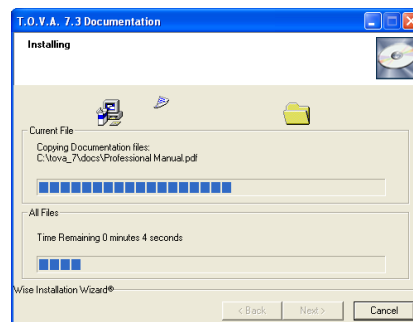 T.O.V.A. 7.3 Documentation
Installing
Current File
Copying Documentation files:
C:\tova_7\docs\Professional Manual.pdf
All Files
Time Remaining 0 minutes 4 seconds
Wise Installation Wizard®
< Back Next > Cancel